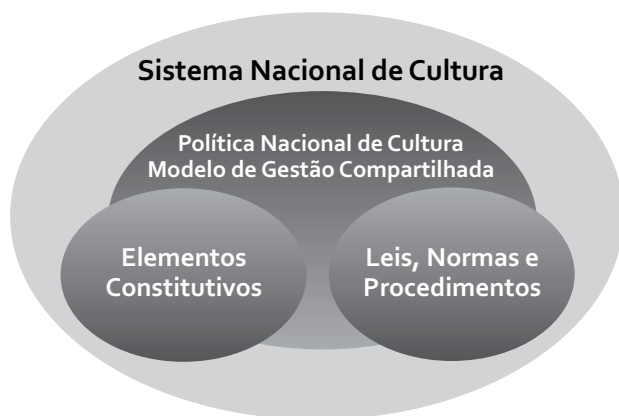 Sistema Nacional de Cultura
Política Nacional de Cultura
Modelo de Gestão Compartilhada
Elementos
Constitutivos
Leis, Normas e
Procedimentos